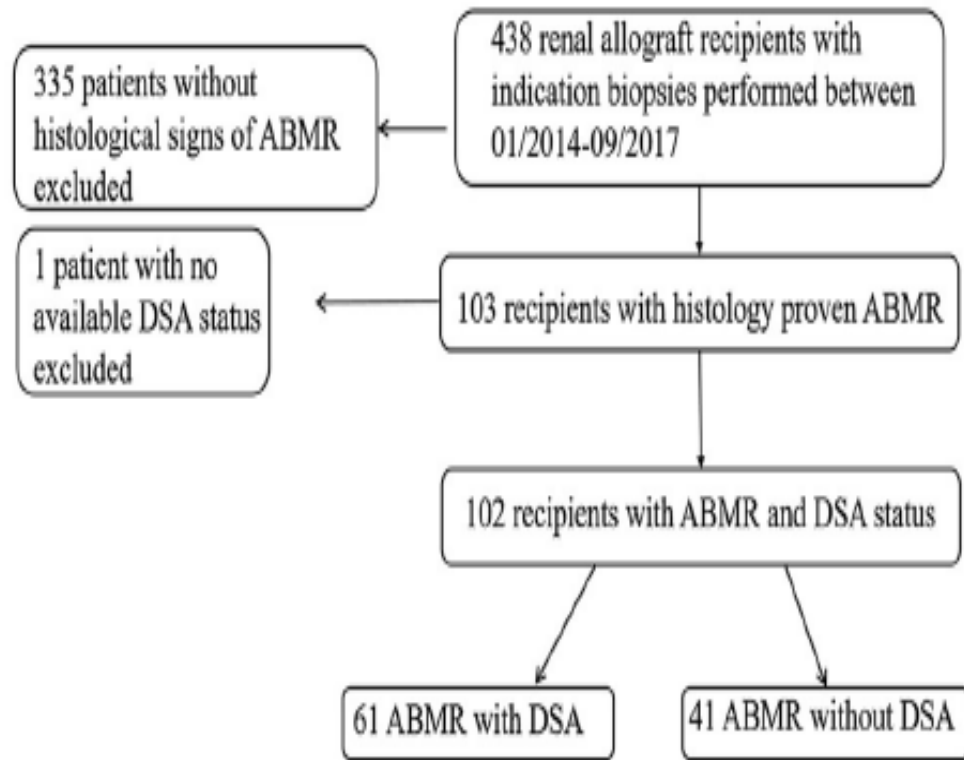 438 renal allograft recipients with
indication biopsies performed between
01/2014-09/2017
335 patients without
histological signs of ABMR
excluded
103 recipients with histology proven ABMR
1 patient with no
available DSA status
excluded
102 recipients with ABMR and DSA status
61 ABMR with DSA
41 ABMR without DSA